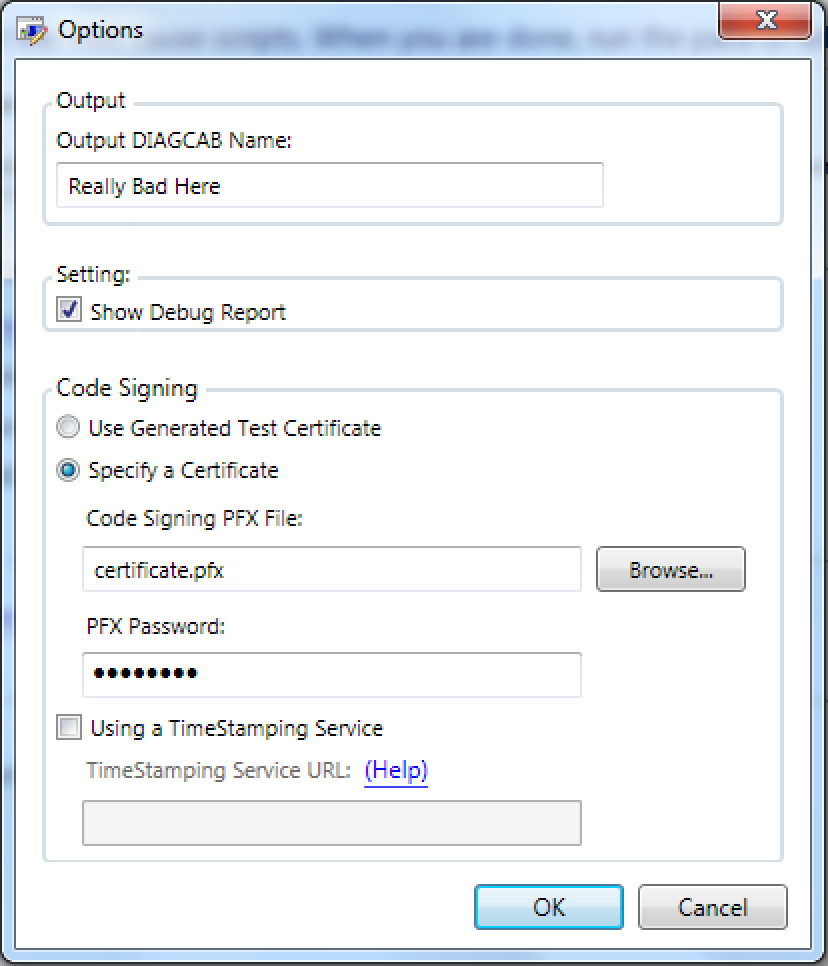 Options
Output
Output DIAGCAB Name:
Really Bad Here
Setting:
Show Debug Report
Code Signing
Use Generated Test Certificate
Specify a Certificate
Code Signing PFX File:
certificate.pfx
Browse...
PFX Password:
••••••••
Using a TimeStamping Service
TimeStamping Service URL: (Help)
OK
Cancel